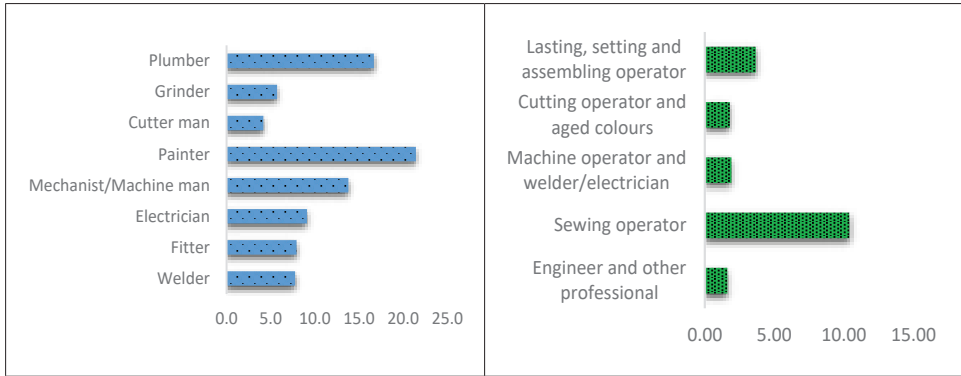 Plumber
Grinder
Cutter man
Painter
Mechanist/Machine man
Electrician
Fitter
Welder
0.0 5.0 10.0 15.0 20.0 25.0
Lasting, setting and
assembling operator
Cutting operator and
aged colours
Machine operator and
welder/electrician
Sewing operator
Engineer and other
professional
0.00 5.00 10.00 15.00